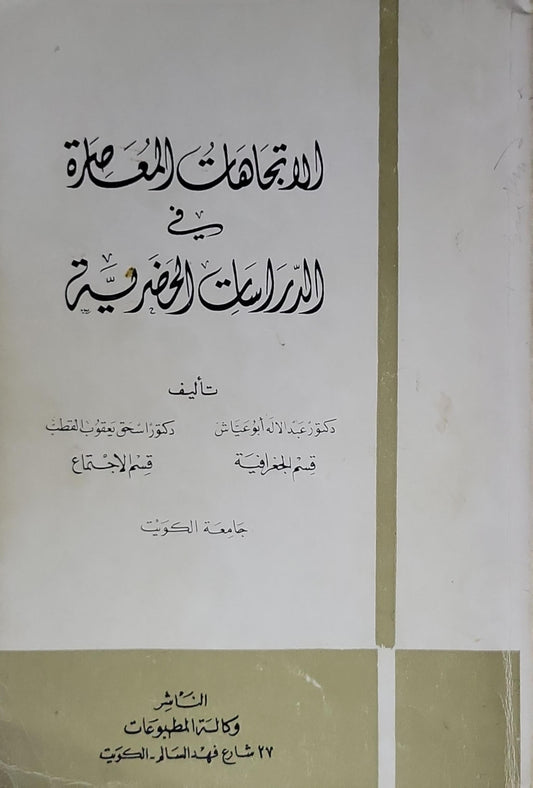 الاتجاهات المعاصرة
في
الدراسات الحضرية
تأليف
دكتور عبد الاله أبو عياش
دكتور اسحق يعقوب القطب
قسم الجغرافية
قسم الاجتماع
جامعة الكويت
الناشر
وكالة المطبوعات
٢٧ شارع فهد السالم - الكويت